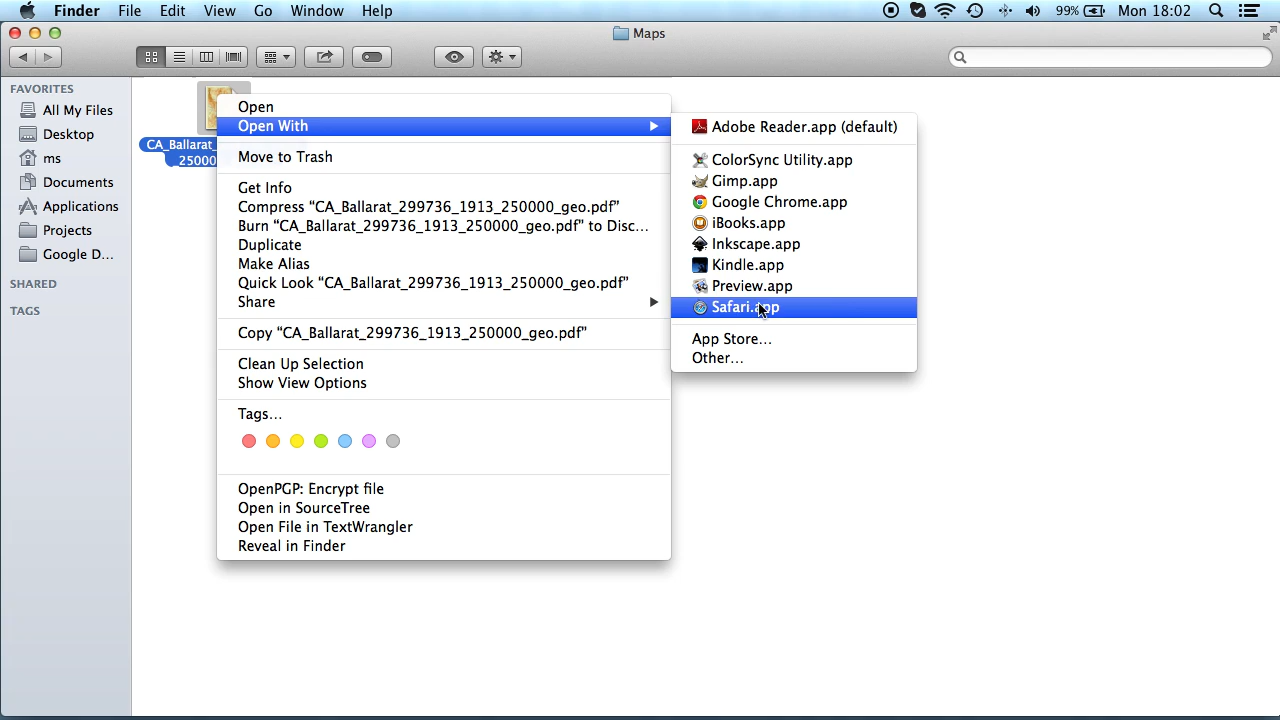 Finder File Edit View Go Window Help 99% Mon 18:02
Maps
FAVORITES
All My Files
Desktop
ms
Documents
Applications
Projects
Google D...
SHARED
TAGS
CA_Ballarat_
_25000
Open
Open With
Move to Trash
Get Info
Compress “CA_Ballarat_299736_1913_250000_geo.pdf”
Burn “CA_Ballarat_299736_1913_250000_geo.pdf” to Disc...
Duplicate
Make Alias
Quick Look “CA_Ballarat_299736_1913_250000_geo.pdf”
Share
Copy “CA_Ballarat_299736_1913_250000_geo.pdf”
Clean Up Selection
Show View Options
Tags...
OpenPGP: Encrypt file
Open in SourceTree
Open File in TextWrangler
Reveal in Finder
Adobe Reader.app (default)
ColorSync Utility.app
Gimp.app
Google Chrome.app
iBooks.app
Inkscape.app
Kindle.app
Preview.app
Safari.app
App Store...
Other...